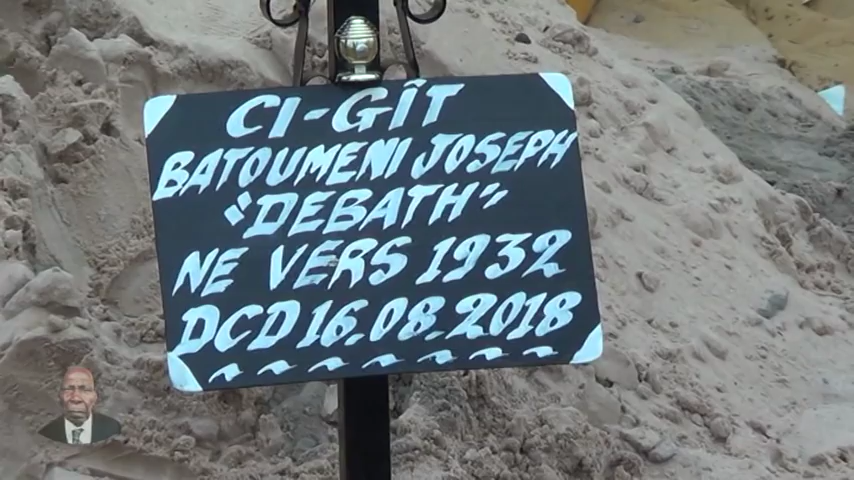 CI-GÎT
BATOUMENI JOSEPH
"DEBATH"
NE VERS 1932
DCD 16.08.2018